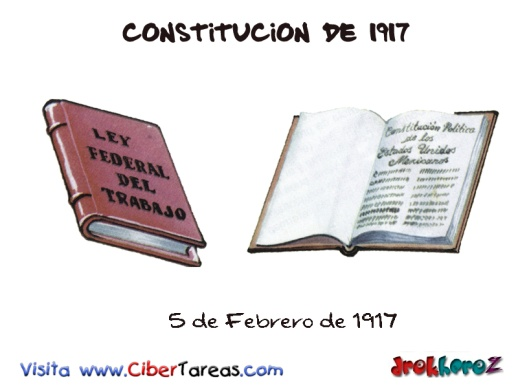 CONSTITUCION DE 1917
LEY
FEDERAL
DEL
TRABAJO
Constitución Política
de los
Estados Unidos
Mexicanos
5 de Febrero de 1917
Visita www.CiberTareas.com
JrokheroZ